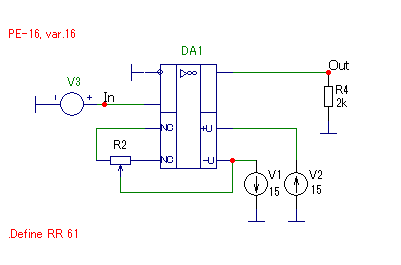 PE-16, var.16
DA1
▷∞
V3
- +
In
Out
R4
2k
NC
+U
R2
NC
-U
V1
15
V2
15
.Define RR 61